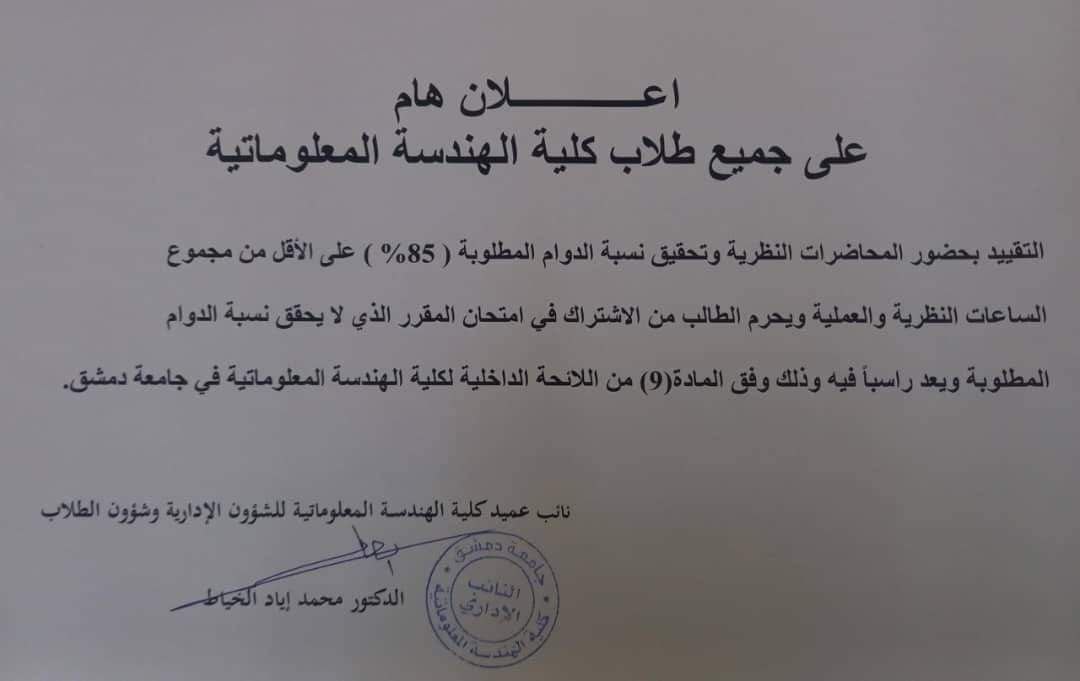 اعـــــــــــلان هام
على جميع طلاب كلية الهندسة المعلوماتية
التقييد بحضور المحاضرات النظرية وتحقيق نسبة الدوام المطلوبة ( 85% ) على الأقل من مجموع
الساعات النظرية والعملية ويحرم الطالب من الاشتراك في امتحان المقرر الذي لا يحقق نسبة الدوام
المطلوبة ويعد راسباً فيه وذلك وفق المادة(9) من اللائحة الداخلية لكلية الهندسة المعلوماتية في جامعة دمشق.
نائب عميد كلية الهندسة المعلوماتية للشؤون الإدارية وشؤون الطلاب
الدكتور محمد إياد الخياط
جامعة دمشق
النائب
الإداري
كلية الهندسة المعلوماتية